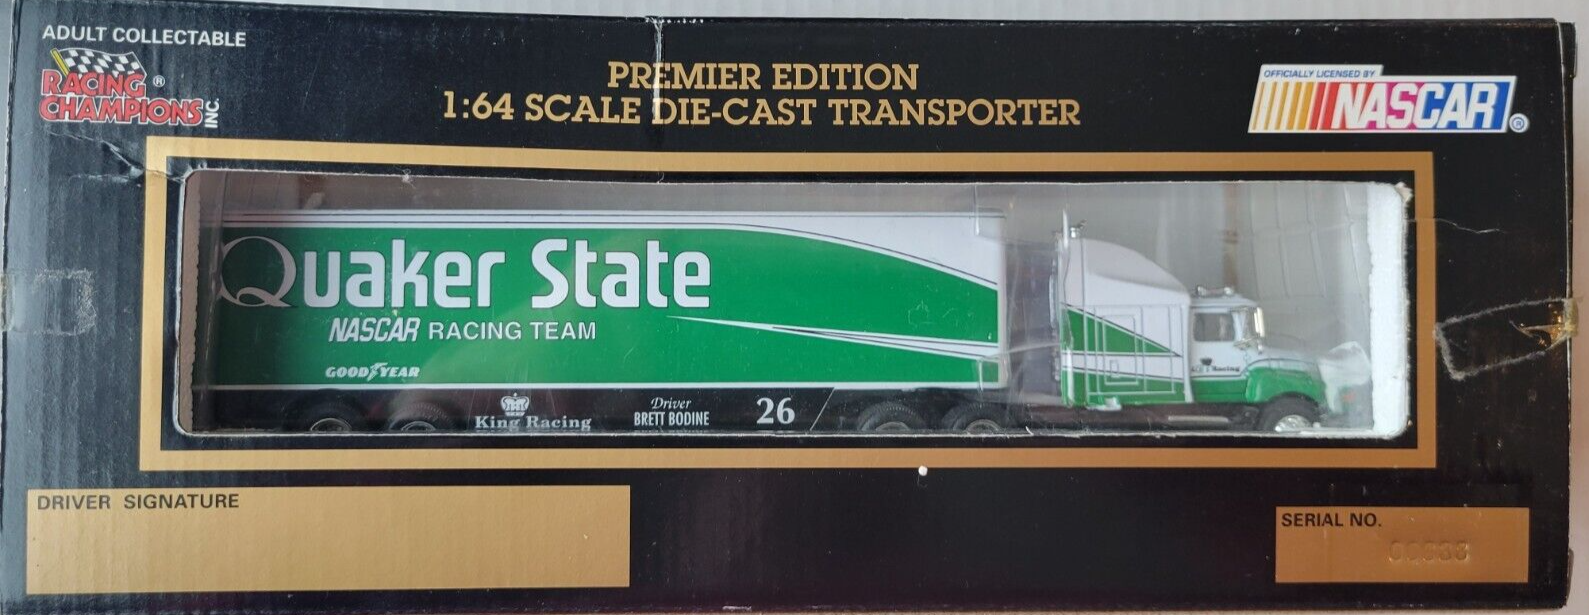 ADULT COLLECTABLE
RACING ®
CHAMPIONS INC.
PREMIER EDITION
1:64 SCALE DIE-CAST TRANSPORTER
OFFICIALLY LICENSED BY
NASCAR ®
Quaker State
NASCAR RACING TEAM
GOODYEAR
King Racing
Driver
BRETT BODINE
26
Racing
DRIVER SIGNATURE
SERIAL NO.